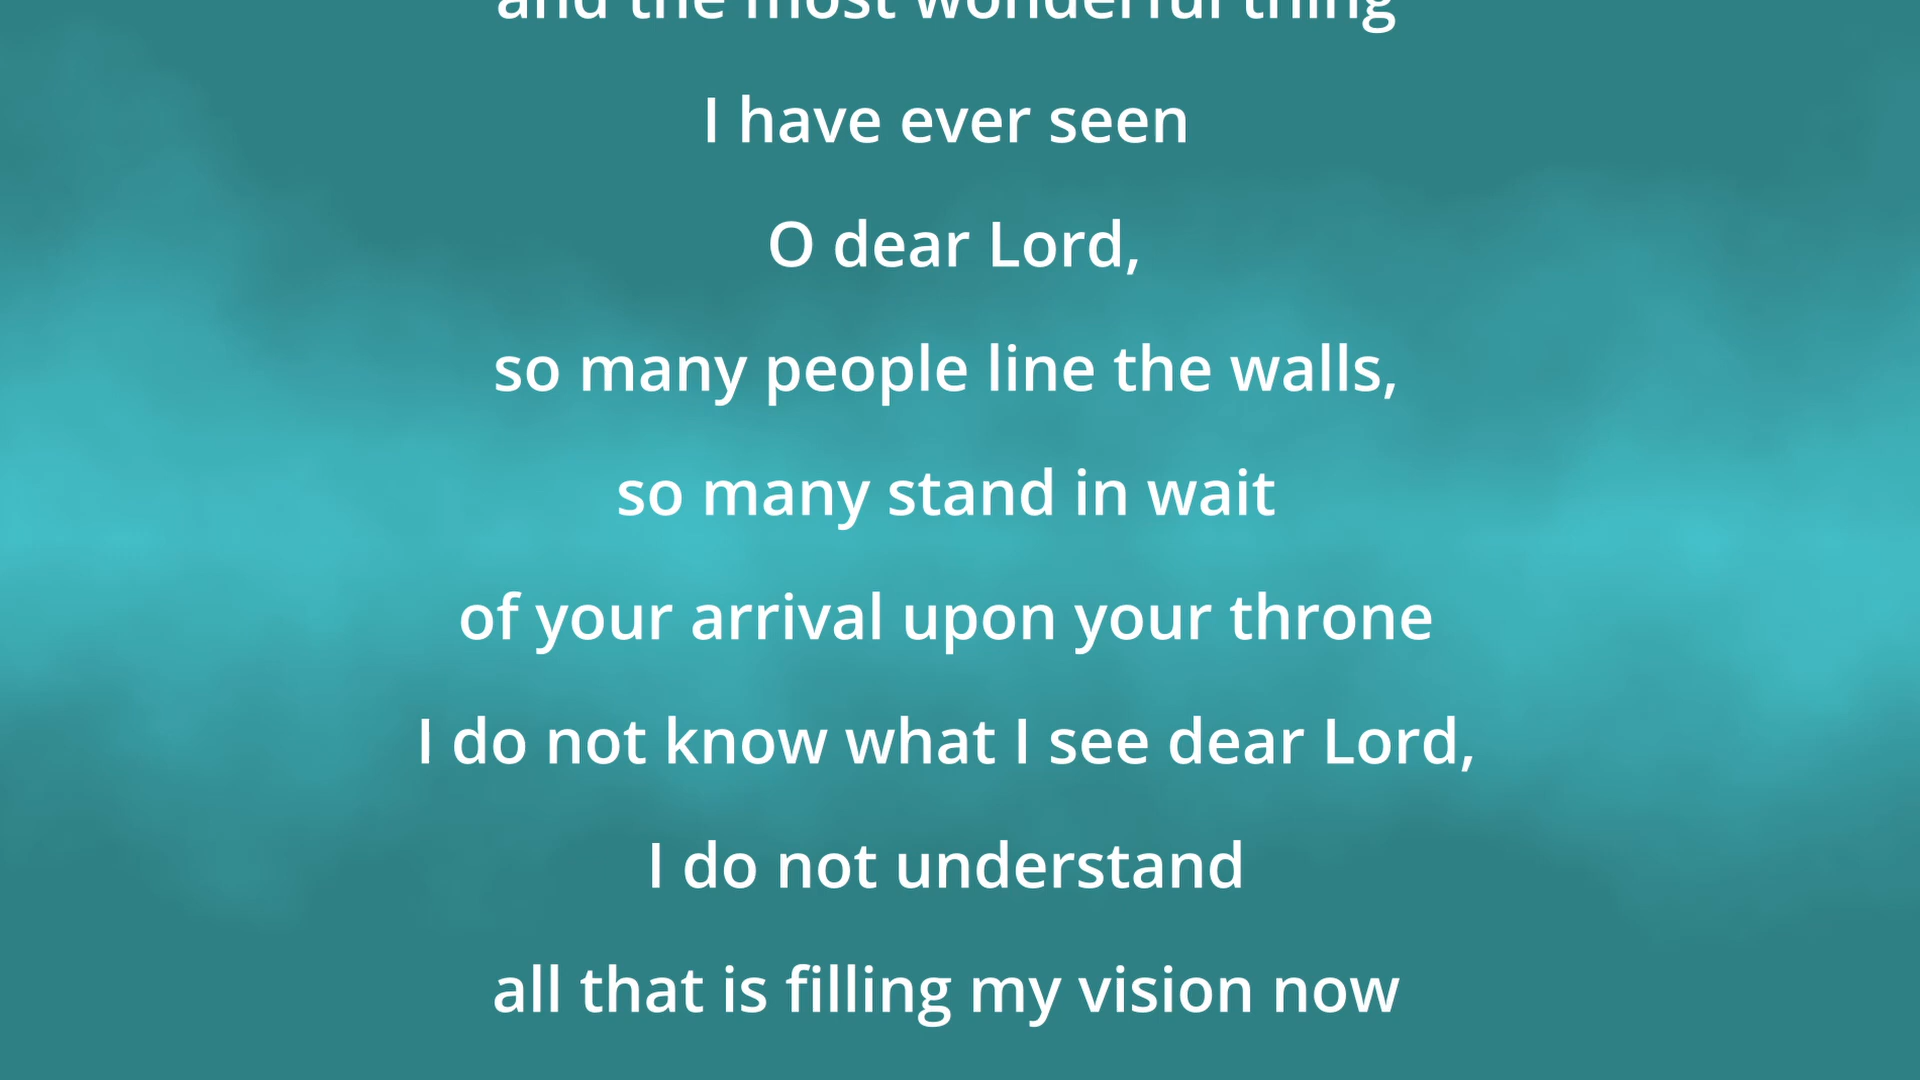 and the most wonderful thing
I have ever seen
O dear Lord,
so many people line the walls,
so many stand in wait
of your arrival upon your throne
I do not know what I see dear Lord,
I do not understand
all that is filling my vision now